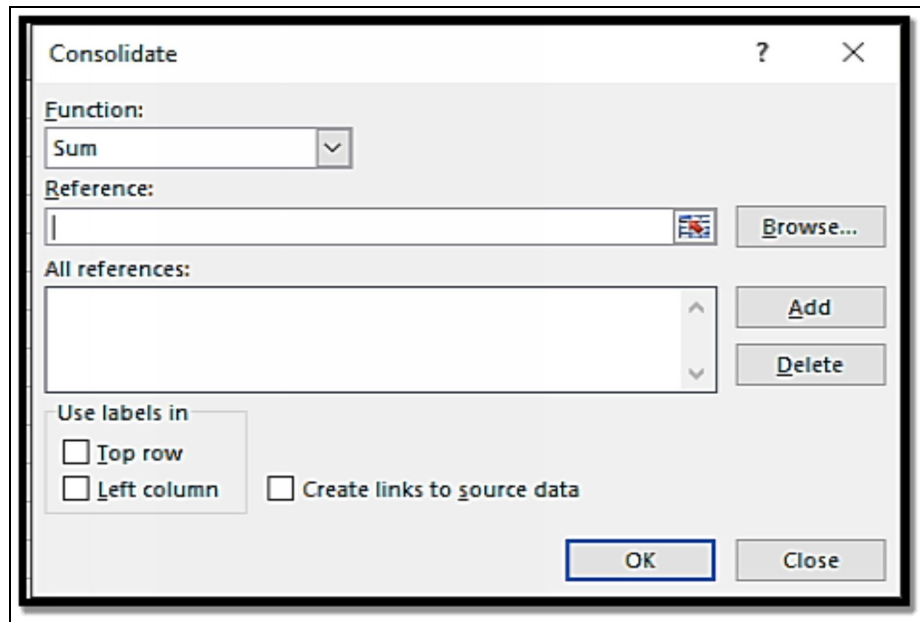 Consolidate ?
Function:
Sum
Reference:
Browse...
All references:
Add
Delete
Use labels in
Top row
Left column
Create links to source data
OK
Close